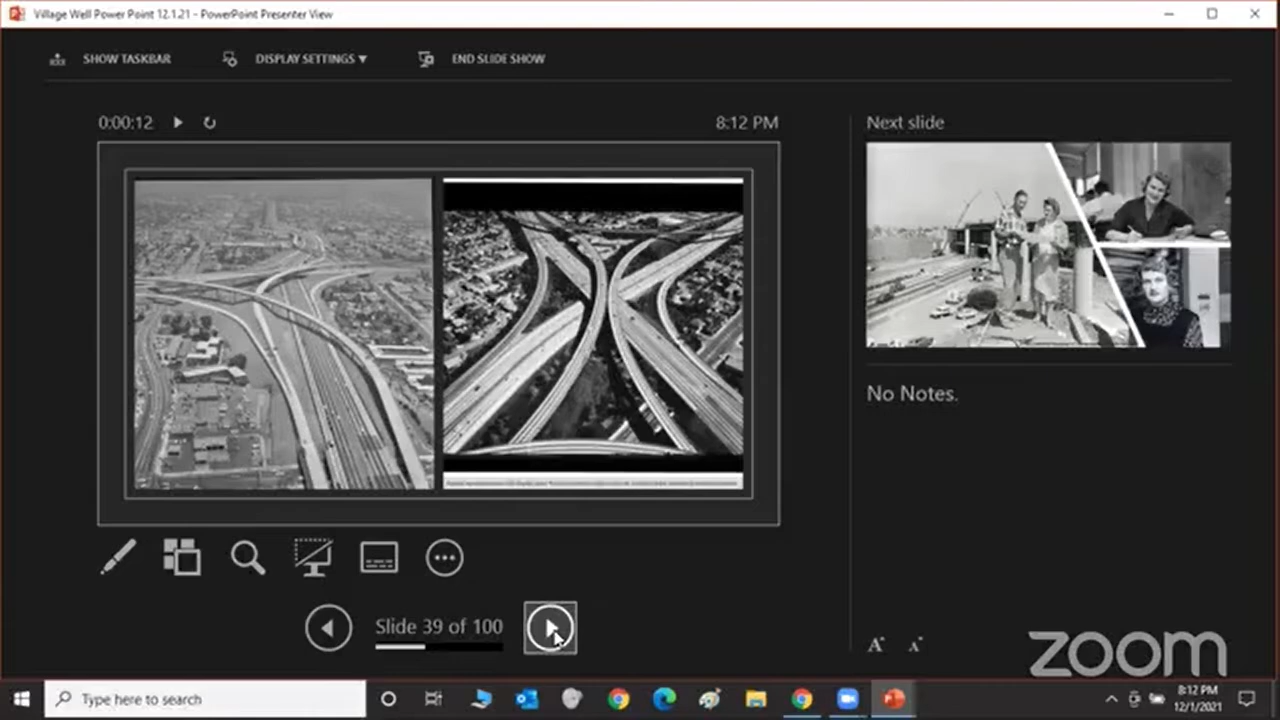 Village Well Power Point 12.1.21 - PowerPoint Presenter View
SHOW TASKBAR
DISPLAY SETTINGS
END SLIDE SHOW
0:00:12
8:12 PM
Next slide
No Notes.
Slide 39 of 100
A A
zoom
Type here to search
8:12 PM
12/1/2021